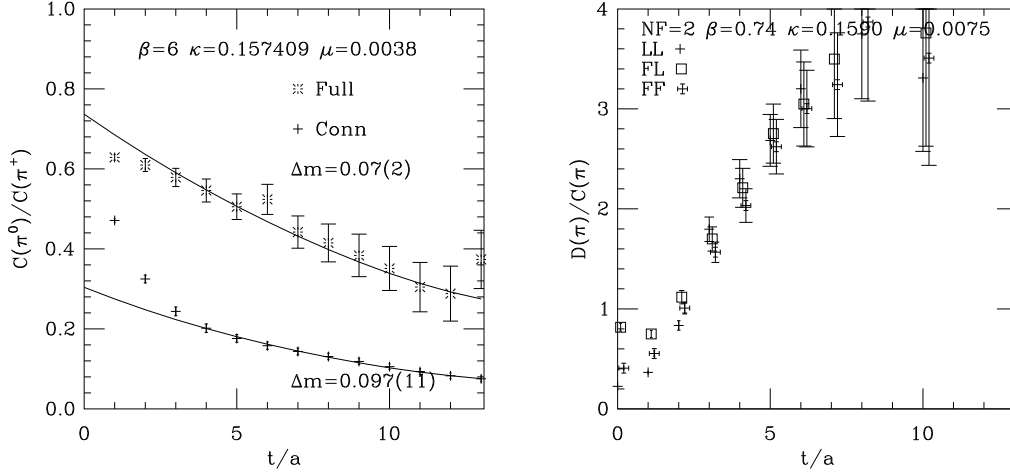 1.0
0.8
0.6
0.4
0.2
0.0
C(π⁰)/C(π⁺)
β=6 κ=0.157409 μ=0.0038
Full
Conn
Δm=0.07(2)
Δm=0.097(11)
0 5 10
t/a
4
3
2
1
0
D(π)/C(π)
NF=2 β=0.74 κ=0.1590 μ=0.0075
LL
FL
FF
0 5 10
t/a